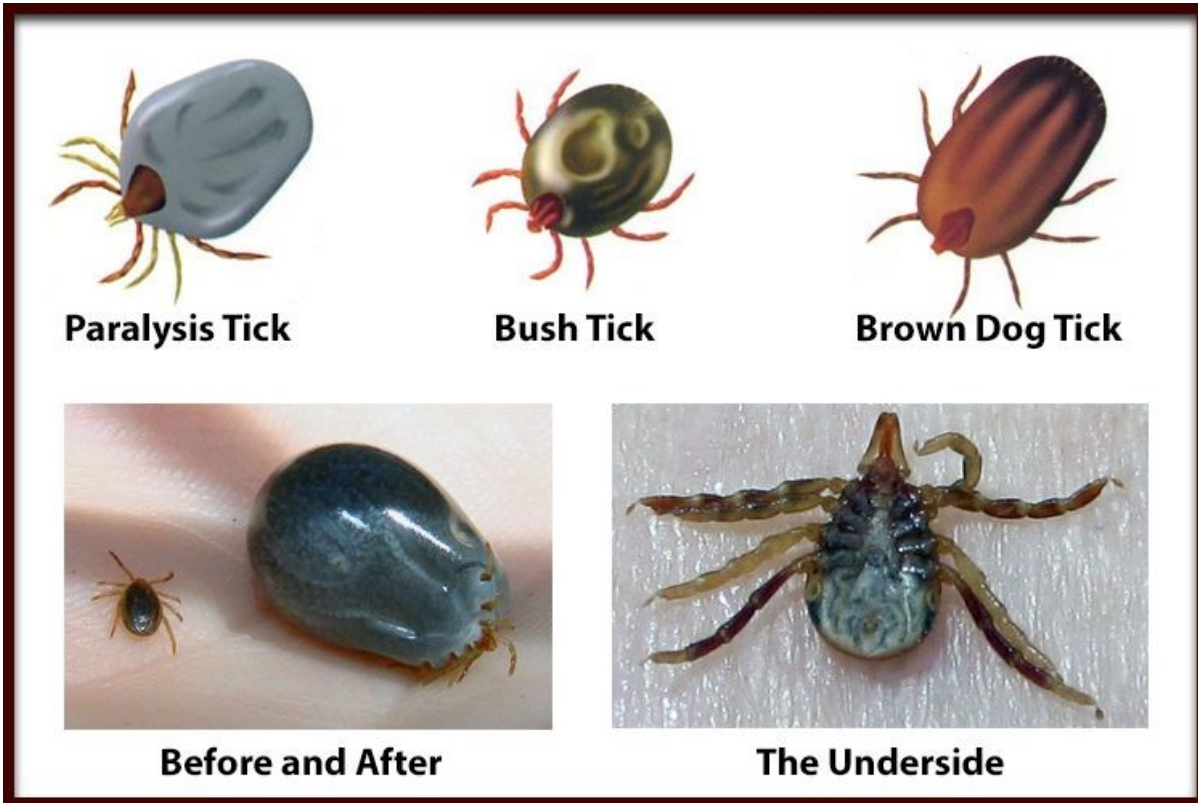 Paralysis Tick
Bush Tick
Brown Dog Tick
Before and After
The Underside